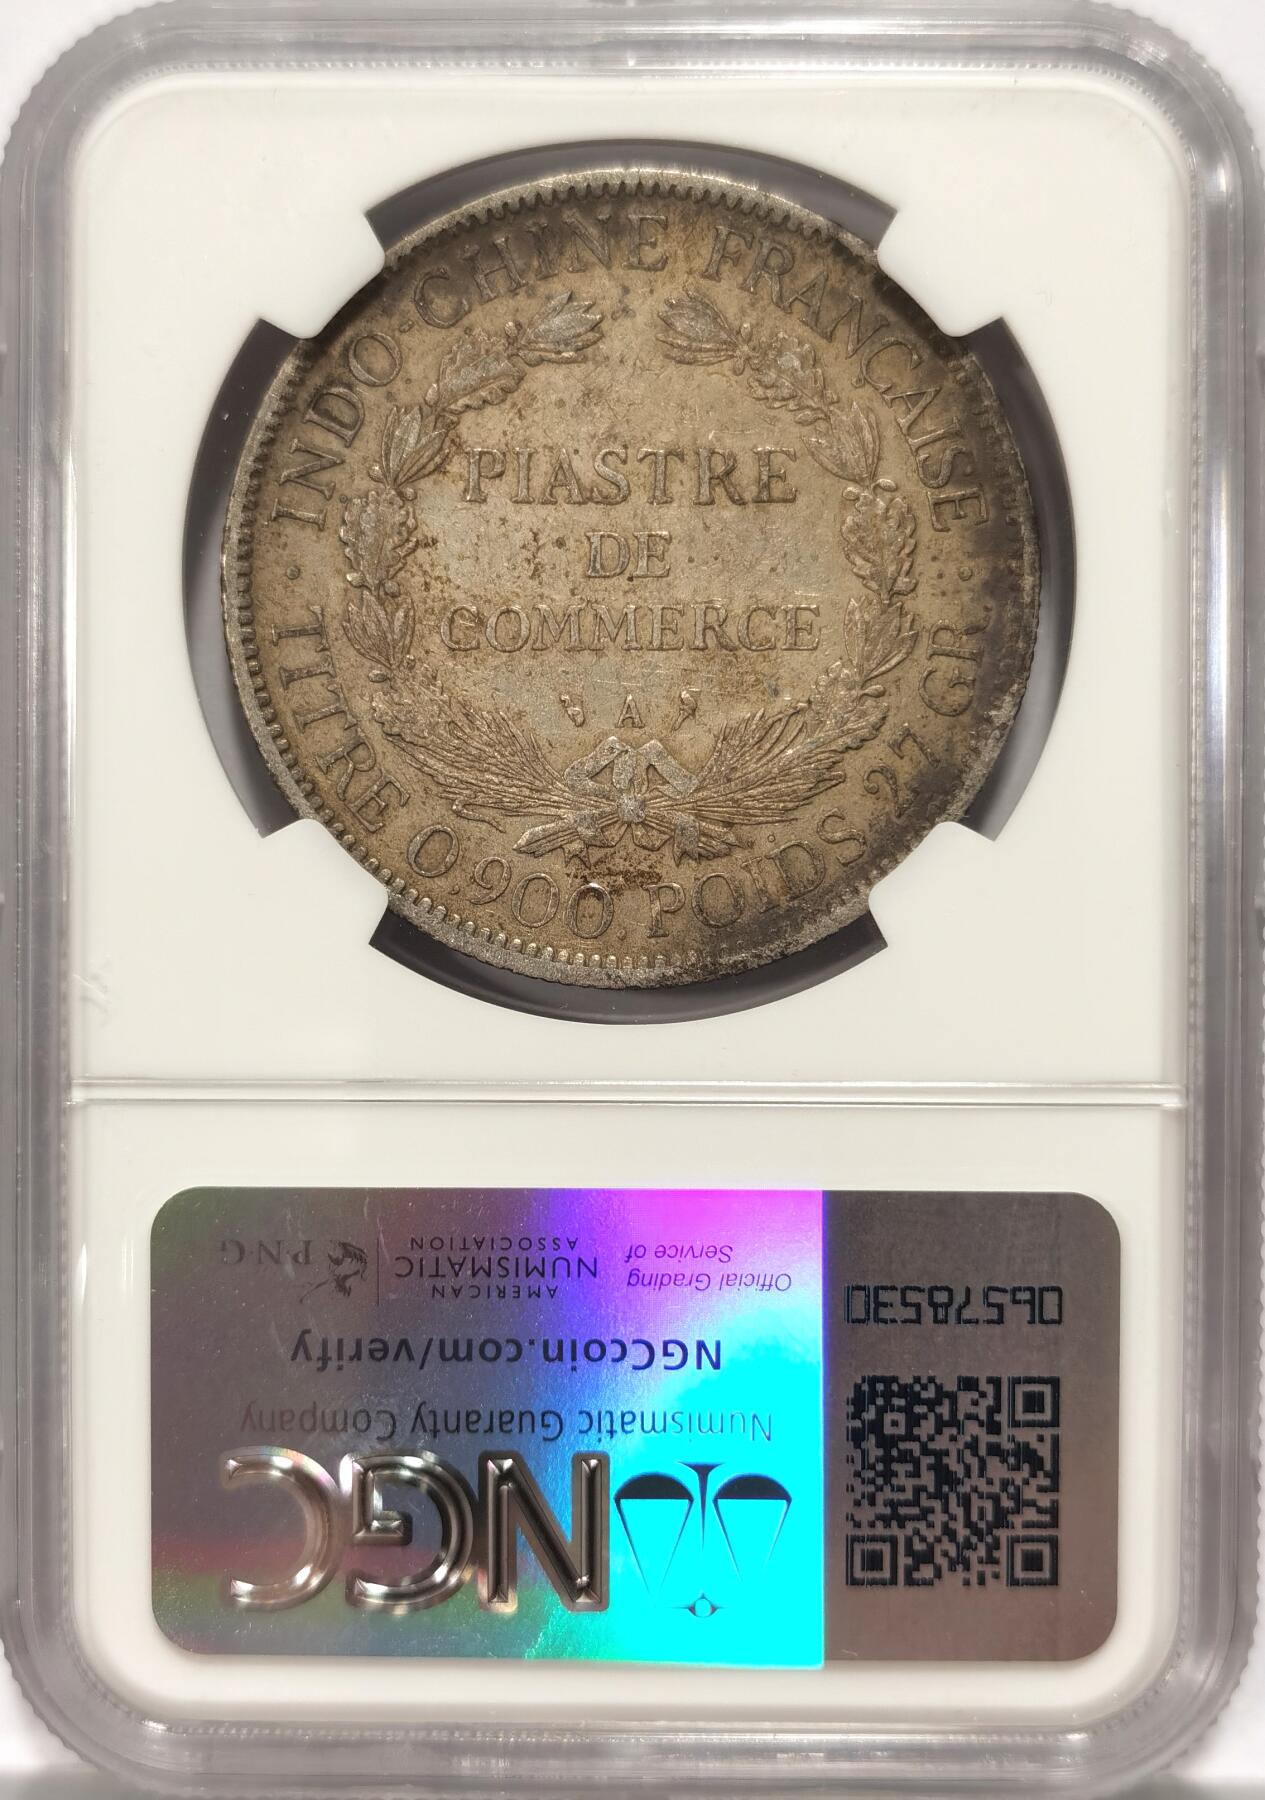 INDO-CHINE FRANÇAISE
PIASTRE
DE
COMMERCE
A
TITRE 0,900. POIDS 27 GR.
NGC
Numismatic Guaranty Company
NGCcoin.com/verify
Official Grading
Service of
AMERICAN
NUMISMATIC
ASSOCIATION
P·N·G
06578530